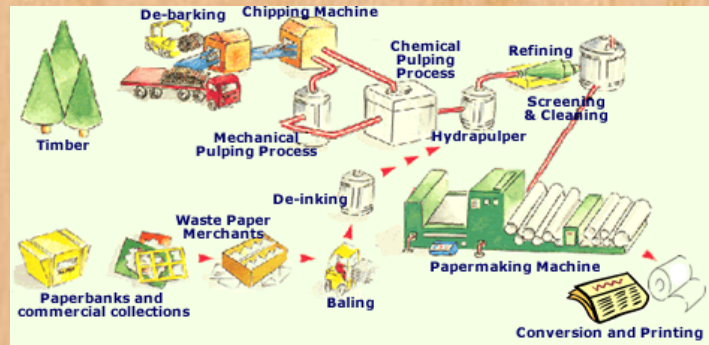 De-barking
Chipping Machine
Chemical
Pulping
Process
Refining
Screening
& Cleaning
Timber
Mechanical
Pulping Process
Hydrapulper
De-inking
Waste Paper
Merchants
Papermaking Machine
Paperbanks and
commercial collections
Baling
Conversion and Printing